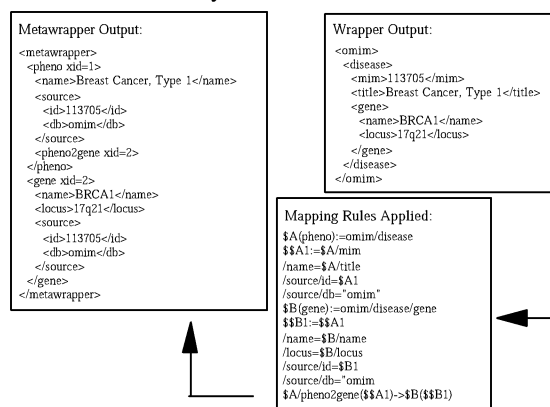 Metawrapper Output:
<metawrapper>
<pheno xid=1>
<name>Breast Cancer, Type 1</name>
<source>
<id>113705</id>
<db>omim</db>
</source>
<pheno2gene xid=2>
</pheno>
<gene xid=2>
<name>BRCA1</name>
<locus>17q21</locus>
<source>
<id>113705</id>
<db>omim</db>
</source>
</gene>
</metawrapper>
Wrapper Output:
<omim>
<disease>
<mim>113705</mim>
<title>Breast Cancer, Type 1</title>
<gene>
<name>BRCA1</name>
<locus>17q21</locus>
</gene>
</disease>
</omim>
Mapping Rules Applied:
$A(pheno):=omim/disease
$$A1:=$A/mim
/name=$A/title
/source/id=$A1
/source/db="omim"
$B(gene):=omim/disease/gene
$$B1:=$$A1
/name=$B/name
/locus=$B/locus
/source/id=$B1
/source/db="omim
$A/pheno2gene($$A1)->$B($$B1)